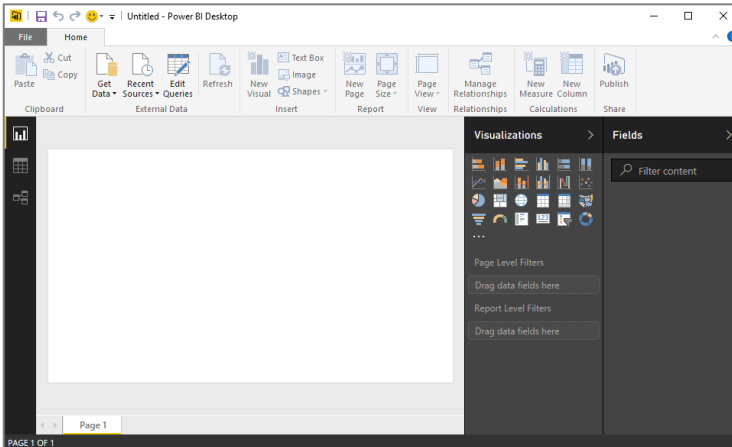 Untitled - Power BI Desktop
File Home
Paste
Cut
Copy
Clipboard
Get Data
Recent Sources
Edit Queries
Refresh
External Data
New Visual
Text Box
Image
Shapes
Insert
New Page
Page Size
Report
Page View
View
Manage Relationships
Relationships
New Measure
New Column
Calculations
Publish
Share
Visualizations
Fields
Filter content
123
Page Level Filters
Drag data fields here
Report Level Filters
Drag data fields here
Page 1
PAGE 1 OF 1